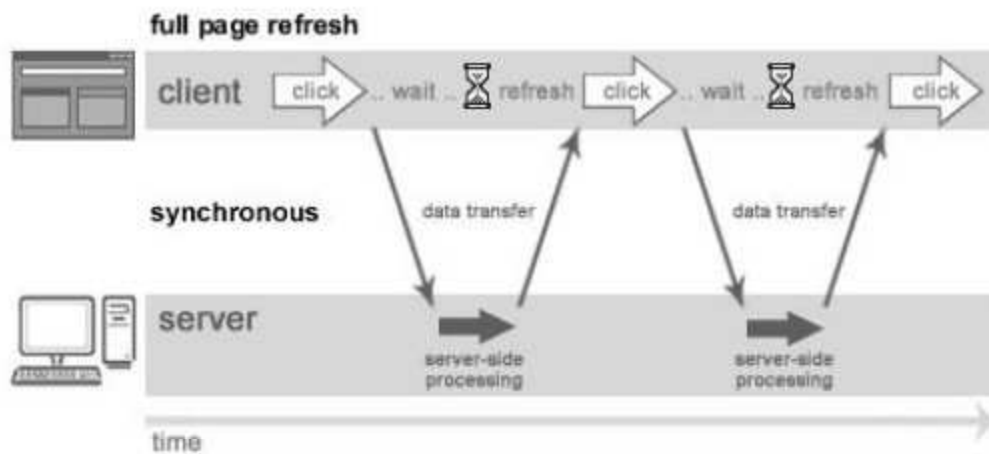 full page refresh
client click .. wait .. refresh click .. wait .. refresh click
synchronous data transfer data transfer
server
server-side server-side
processing processing
time